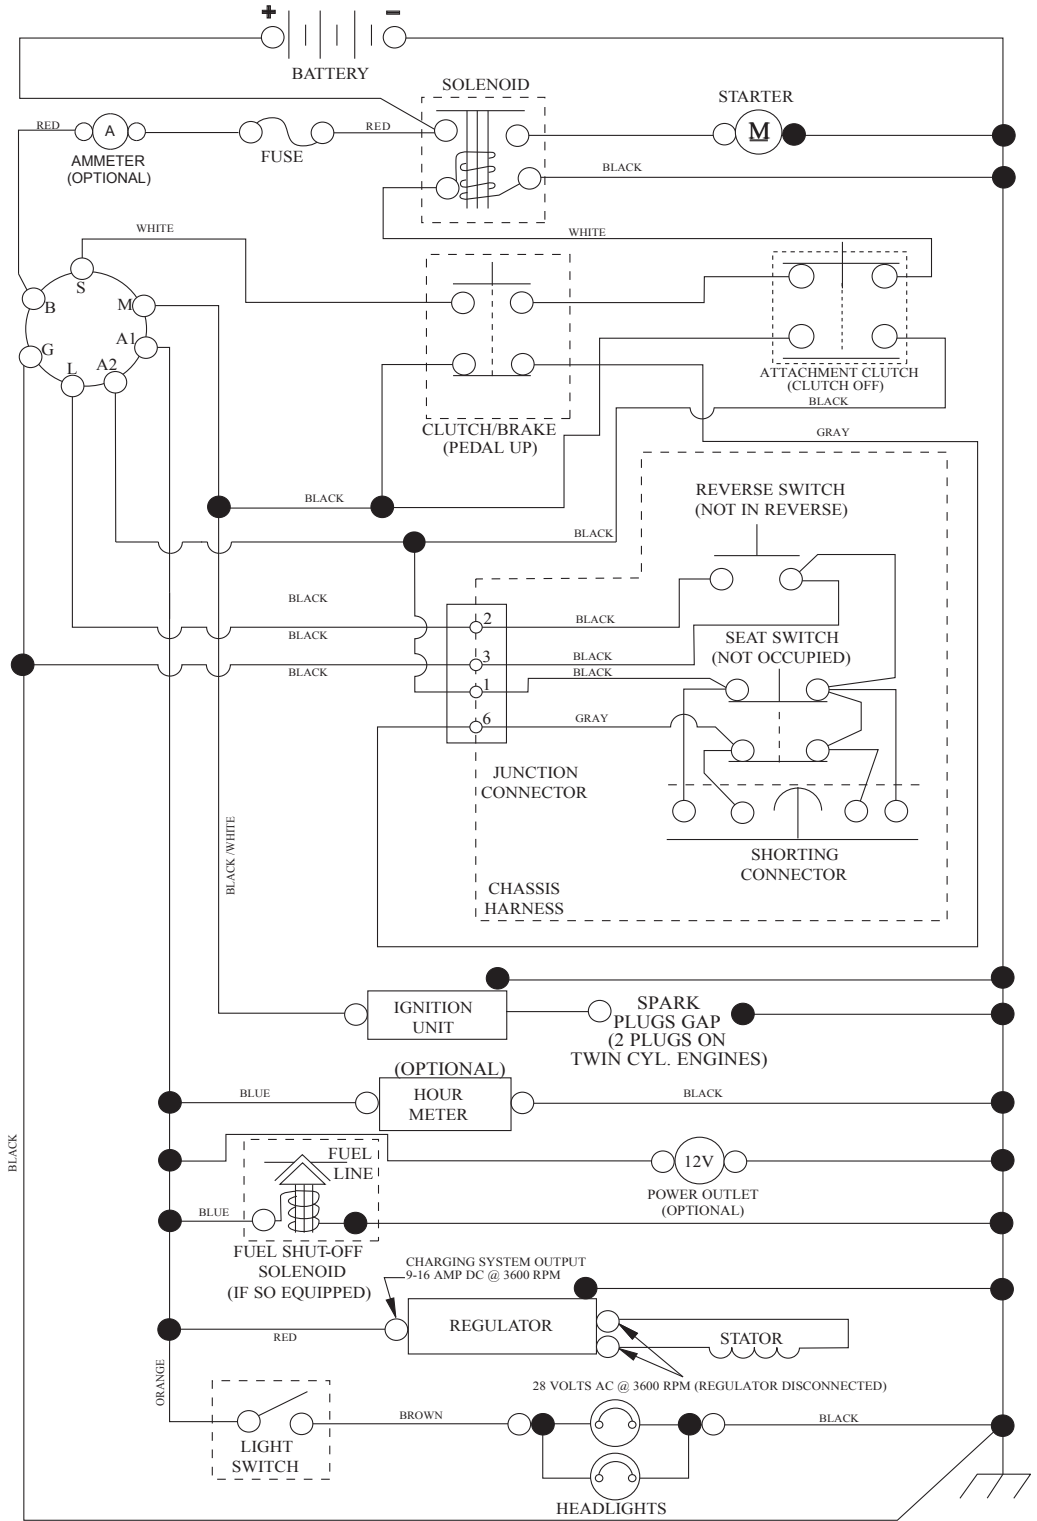 + −
BATTERY
SOLENOID
STARTER
RED
A
RED
M
FUSE
AMMETER
(OPTIONAL)
BLACK
WHITE
WHITE
S
B
M
A1
G
L
A2
ATTACHMENT CLUTCH
(CLUTCH OFF)
BLACK
CLUTCH/BRAKE
(PEDAL UP)
GRAY
REVERSE SWITCH
(NOT IN REVERSE)
BLACK
BLACK
BLACK
2
BLACK
BLACK
SEAT SWITCH
(NOT OCCUPIED)
3
BLACK
BLACK
BLACK
1
6
GRAY
JUNCTION
CONNECTOR
SHORTING
CONNECTOR
BLACK /WHITE
CHASSIS
HARNESS
IGNITION
UNIT
SPARK
PLUGS GAP
(2 PLUGS ON
TWIN CYL. ENGINES)
(OPTIONAL)
HOUR
METER
BLUE
BLACK
BLACK
FUEL
LINE
12V
POWER OUTLET
(OPTIONAL)
BLUE
FUEL SHUT-OFF
SOLENOID
(IF SO EQUIPPED)
CHARGING SYSTEM OUTPUT
9-16 AMP DC @ 3600 RPM
REGULATOR
RED
STATOR
28 VOLTS AC @ 3600 RPM (REGULATOR DISCONNECTED)
ORANGE
BROWN
BLACK
LIGHT
SWITCH
HEADLIGHTS